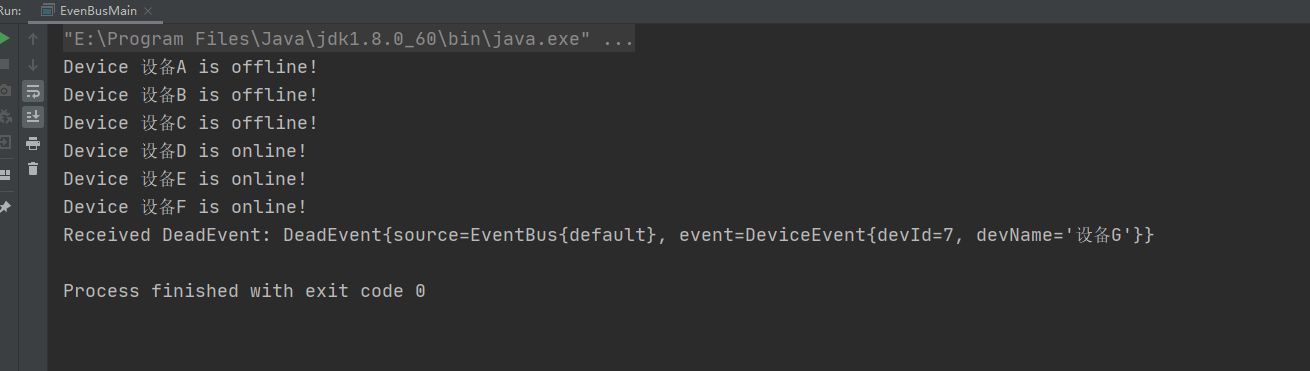 Run: EvenBusMain
"E:\Program Files\Java\jdk1.8.0_60\bin\java.exe" ...
Device 设备A is offline!
Device 设备B is offline!
Device 设备C is offline!
Device 设备D is online!
Device 设备E is online!
Device 设备F is online!
Received DeadEvent: DeadEvent{source=EventBus{default}, event=DeviceEvent{devId=7, devName='设备G'}}
Process finished with exit code 0